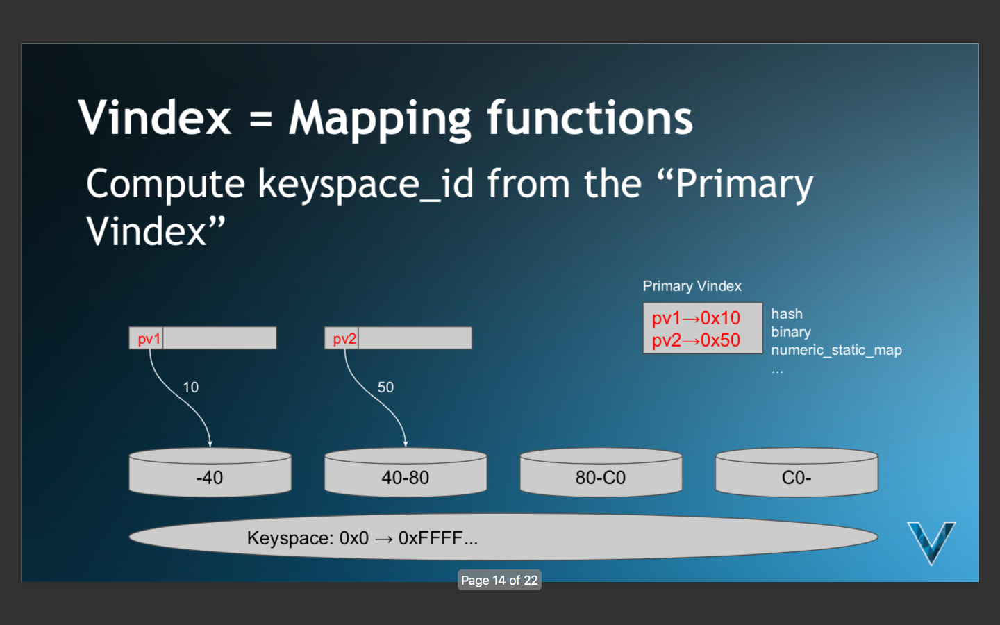 Vindex = Mapping functions
Compute keyspace_id from the “Primary
Vindex”
Primary Vindex
pv1→0x10
pv2→0x50
hash
binary
numeric_static_map
...
pv1
pv2
10
50
-40
40-80
80-C0
C0-
Keyspace: 0x0 → 0xFFFF...
Page 14 of 22